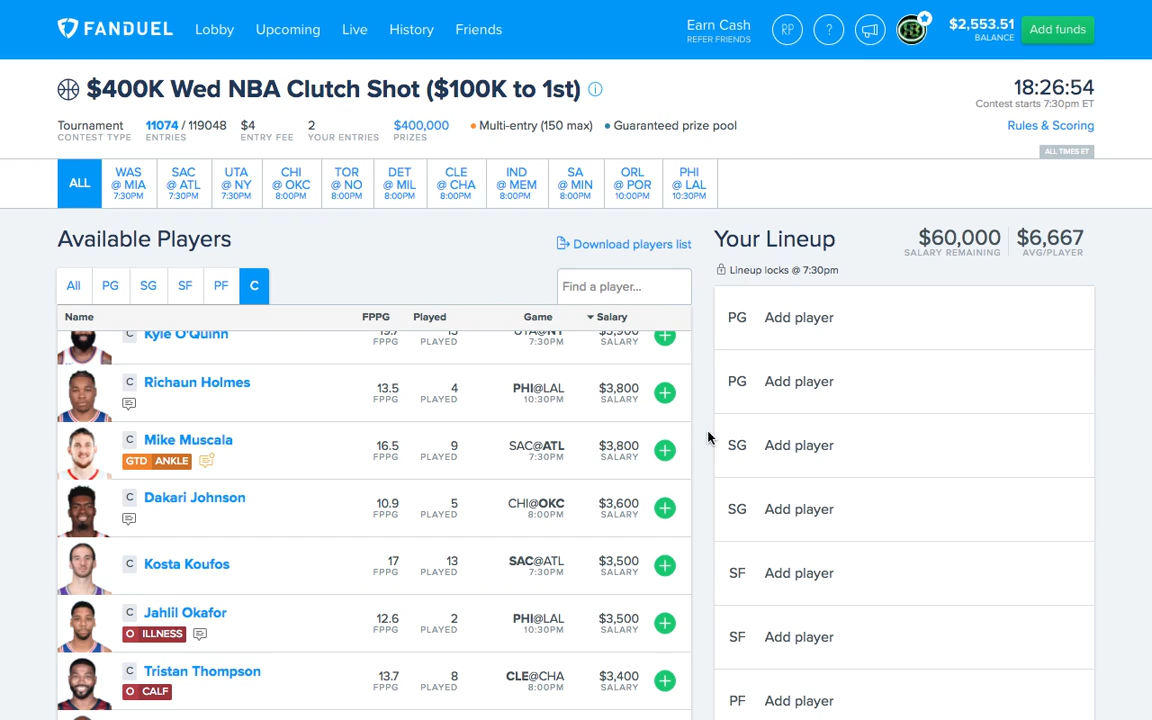 FANDUEL Lobby Upcoming Live History Friends Earn Cash REFER FRIENDS RP ? $2,553.51 BALANCE Add funds
$400K Wed NBA Clutch Shot ($100K to 1st) 18:26:54
Contest starts 7:30pm ET
Tournament 11074 / 119048 $4 2 $400,000 Multi-entry (150 max) Guaranteed prize pool Rules & Scoring
CONTEST TYPE ENTRIES ENTRY FEE YOUR ENTRIES PRIZES
ALL TIMES ET
ALL
WAS @ MIA 7:30PM
SAC @ ATL 7:30PM
UTA @ NY 7:30PM
CHI @ OKC 8:00PM
TOR @ NO 8:00PM
DET @ MIL 8:00PM
CLE @ CHA 8:00PM
IND @ MEM 8:00PM
SA @ MIN 8:00PM
ORL @ POR 10:00PM
PHI @ LAL 10:30PM
Available Players
Download players list
All PG SG SF PF C
Find a player...
Name FPPG Played Game Salary
C Kyle O'Quinn 19.7 13 UTA@NY $3,900
FPPG PLAYED 7:30PM SALARY
C Richaun Holmes 13.5 4 PHI@LAL $3,800
FPPG PLAYED 10:30PM SALARY
C Mike Muscala 16.5 9 SAC@ATL $3,800
GTD ANKLE FPPG PLAYED 7:30PM SALARY
C Dakari Johnson 10.9 5 CHI@OKC $3,600
FPPG PLAYED 8:00PM SALARY
C Kosta Koufos 17 13 SAC@ATL $3,500
FPPG PLAYED 7:30PM SALARY
C Jahlil Okafor 12.6 2 PHI@LAL $3,500
O ILLNESS FPPG PLAYED 10:30PM SALARY
C Tristan Thompson 13.7 8 CLE@CHA $3,400
O CALF FPPG PLAYED 8:00PM SALARY
Your Lineup $60,000 $6,667
SALARY REMAINING AVG/PLAYER
Lineup locks @ 7:30pm
PG Add player
PG Add player
SG Add player
SG Add player
SF Add player
SF Add player
PF Add player